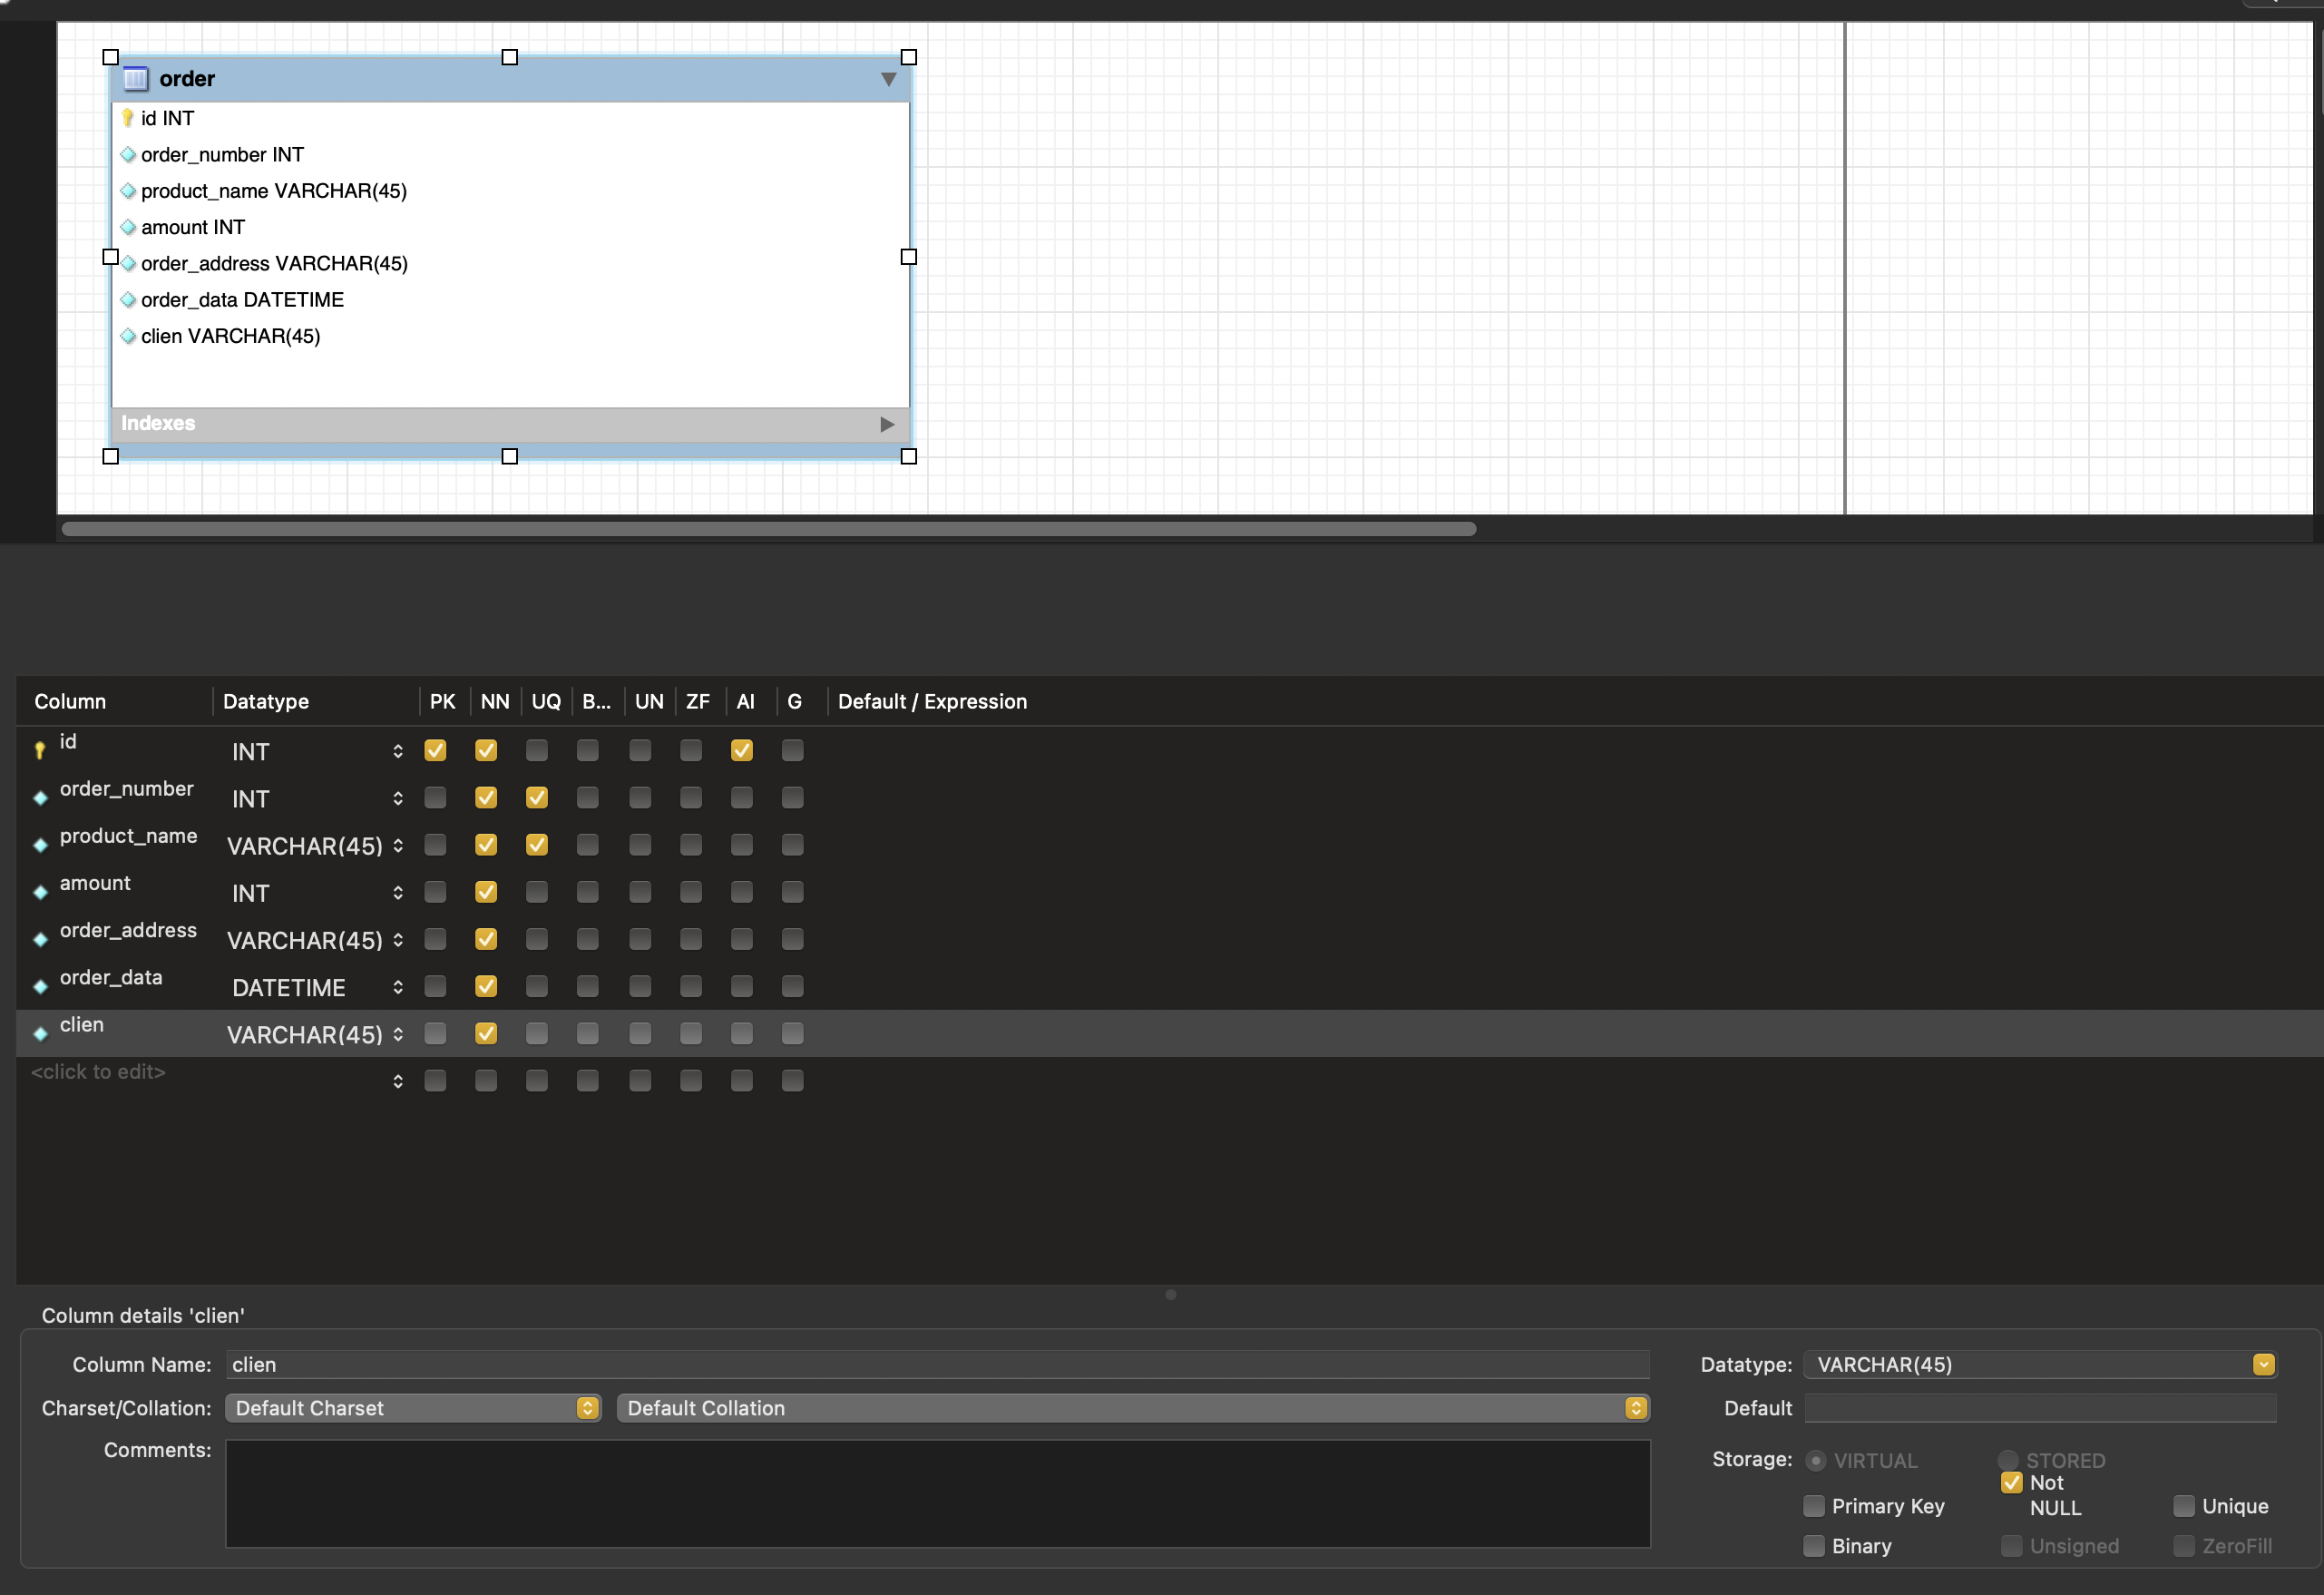 order
id INT
order_number INT
product_name VARCHAR(45)
amount INT
order_address VARCHAR(45)
order_data DATETIME
clien VARCHAR(45)
Indexes
Column Datatype PK NN UQ B... UN ZF AI G Default / Expression
id INT
order_number INT
product_name VARCHAR(45)
amount INT
order_address VARCHAR(45)
order_data DATETIME
clien VARCHAR(45)
<click to edit>
Column details 'clien'
Column Name: clien Datatype: VARCHAR(45)
Charset/Collation: Default Charset Default Collation Default
Comments: Storage: VIRTUAL STORED
Primary Key Not NULL Unique
Binary Unsigned ZeroFill